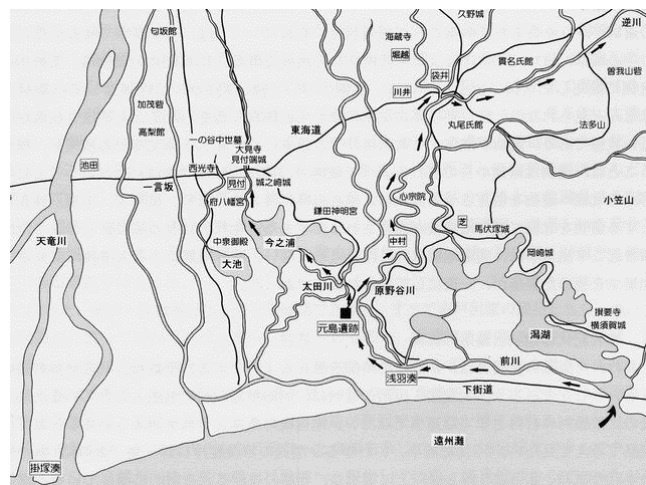 匂坂館
久野城
逆川
海蔵寺
堀越
貫名氏館
袋井
曽我山砦
川井
加茂砦
高梨館
一の谷中世墓
東海道
大見寺
見付端城
丸尾氏館
法多山
池田
西光寺
見付
城之崎城
一言坂
府八幡宮
心宗院
小笠山
鎌田神明宮
芝
天竜川
中泉御殿
今之浦
中村
馬伏塚城
岡崎城
大池
太田川
原野谷川
元島遺跡
撰要寺
横須賀城
潟湖
浅羽湊
前川
下街道
遠州灘
掛塚湊